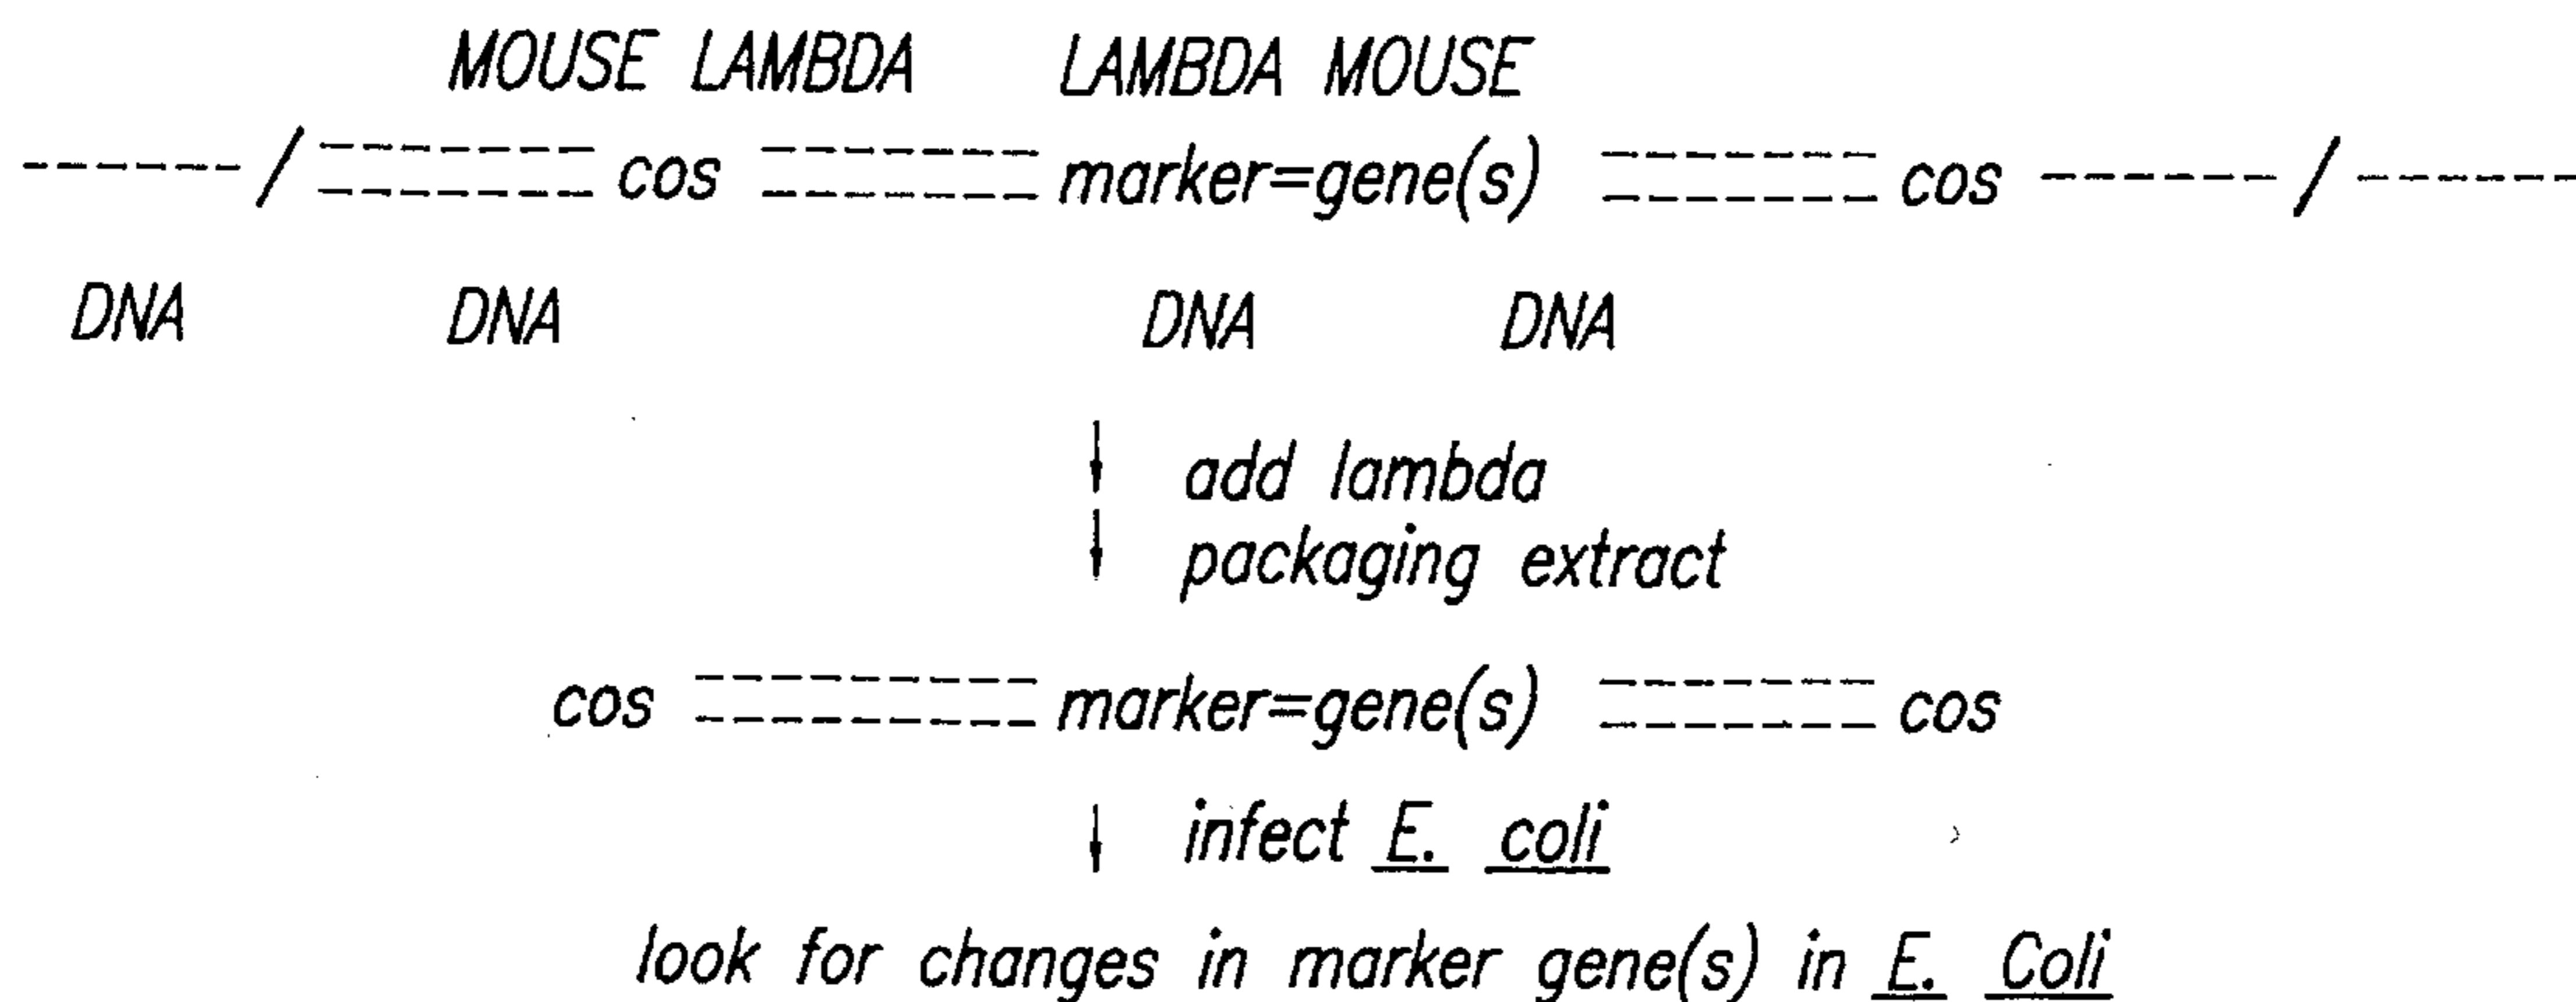 MOUSE LAMBDA LAMBDA MOUSE
------/======= cos ======= marker=gene(s) ======= cos ------/------
DNA DNA DNA DNA
add lambda
packaging extract
cos ========= marker=gene(s) ======= cos
infect E. coli
look for changes in marker gene(s) in E. Coli